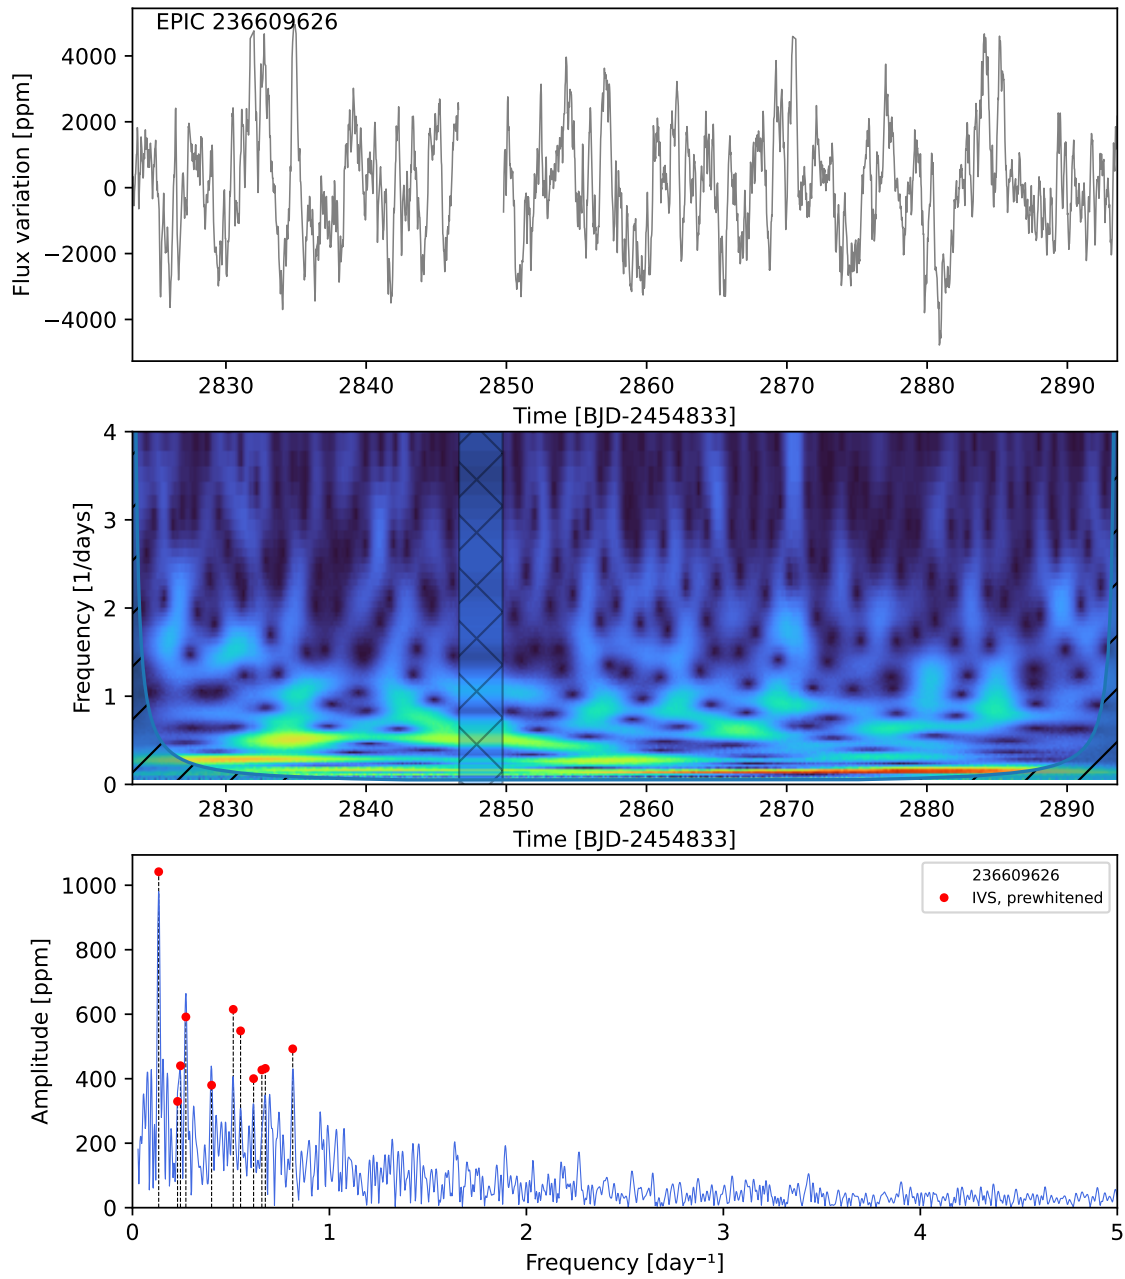 EPIC 236609626
Flux variation [ppm]
4000
2000
0
−2000
−4000
2830 2840 2850 2860 2870 2880 2890
Time [BJD-2454833]
Frequency [1/days]
4
3
2
1
0
2830 2840 2850 2860 2870 2880 2890
Time [BJD-2454833]
Amplitude [ppm]
1000
800
600
400
200
0
236609626
IVS, prewhitened
0 1 2 3 4 5
Frequency [day⁻¹]